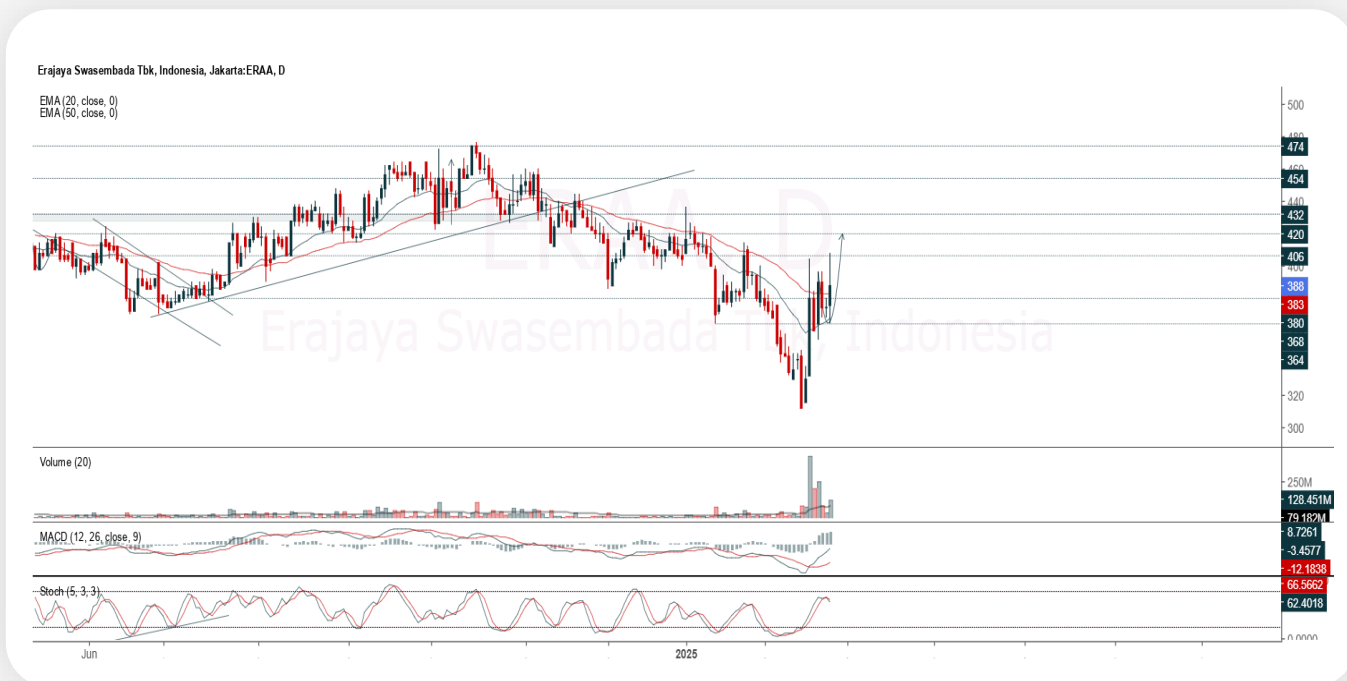 Erajaya Swasembada Tbk, Indonesia, Jakarta:ERAA, D
EMA (20, close, 0)
EMA (50, close, 0)
ERAA, D
Erajaya Swasembada Tbk, Indonesia
500
480
474
460
454
440
432
420
406
400
388
383
380
368
364
320
300
Volume (20)
250M
128.451M
79.182M
MACD (12, 26, close, 9)
8.7261
-3.4577
-12.1838
Stoch (5, 3, 3)
66.5662
62.4018
0.0000
Jun
2025